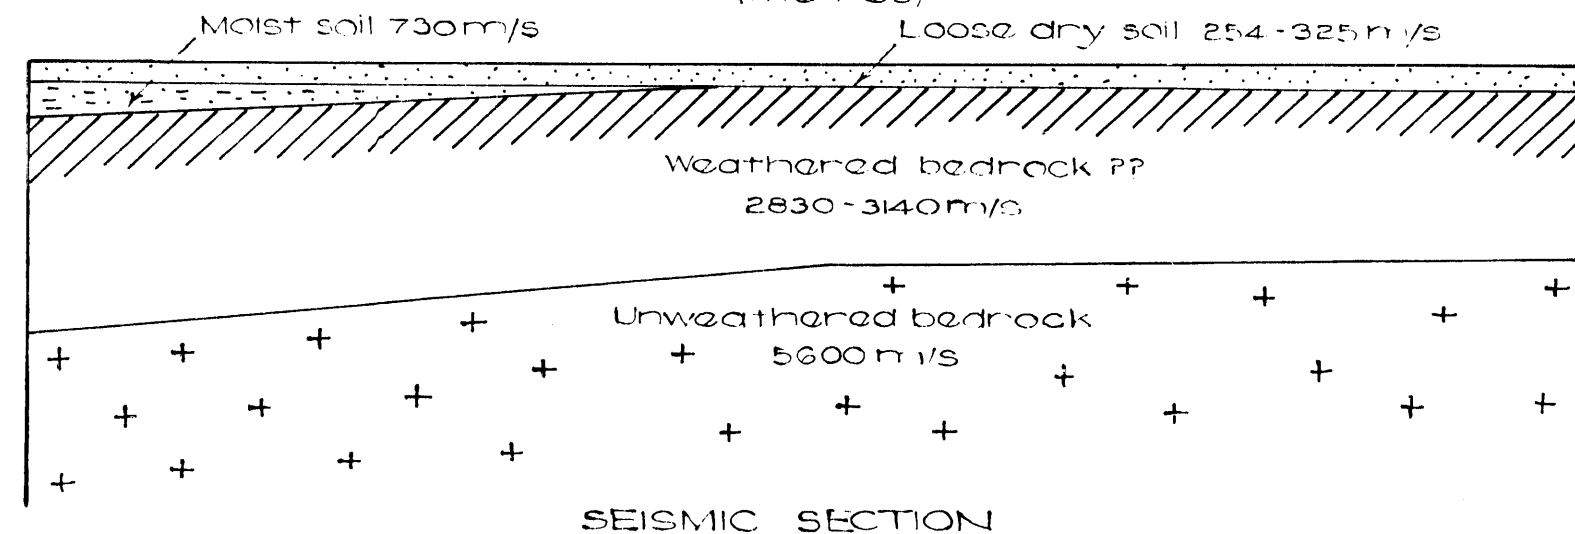 Moist soil 730m/s
Loose dry soil 254-325m/s
Weathered bedrock ??
2830-3140m/s
Unweathered bedrock
5600m/s
SEISMIC SECTION